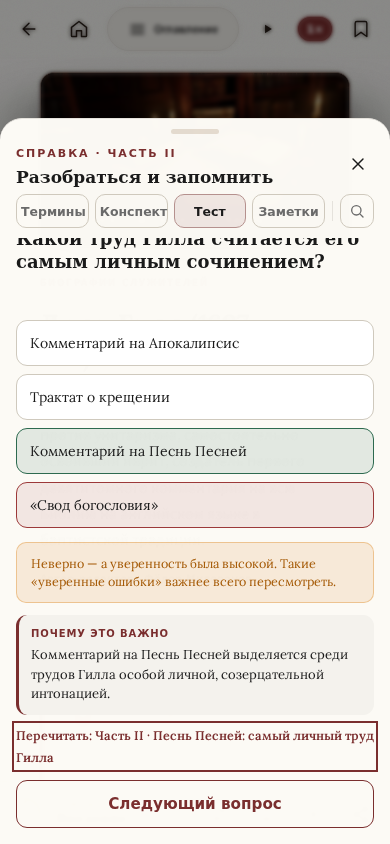 Оглавление
СПРАВКА · ЧАСТЬ II
Разобраться и запомнить
Термины
Конспект
Тест
Заметки
Какой труд Гилла считается его
самым личным сочинением?
Комментарий на Апокалипсис
Трактат о крещении
Комментарий на Песнь Песней
«Свод богословия»
Неверно — а уверенность была высокой. Такие
«уверенные ошибки» важнее всего пересмотреть.
ПОЧЕМУ ЭТО ВАЖНО
Комментарий на Песнь Песней выделяется среди
трудов Гилла особой личной, созерцательной
интонацией.
Перечитать: Часть II · Песнь Песней: самый личный труд
Гилла
Следующий вопрос